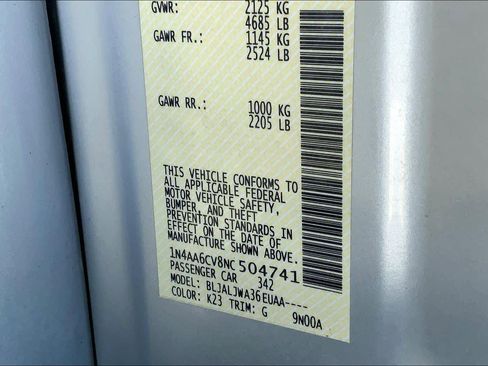 GVWR: 2125 KG
4685 LB
GAWR FR.: 1145 KG
2524 LB
GAWR RR.: 1000 KG
2205 LB
THIS VEHICLE CONFORMS TO
ALL APPLICABLE FEDERAL
MOTOR VEHICLE SAFETY,
BUMPER, AND THEFT
PREVENTION STANDARDS IN
EFFECT ON THE DATE OF
MANUFACTURE SHOWN ABOVE.
1N4AA6CV8NC504741
PASSENGER CAR 342
MODEL: BLJALJWA36EUAA----
COLOR: K23 TRIM: G 9N00A